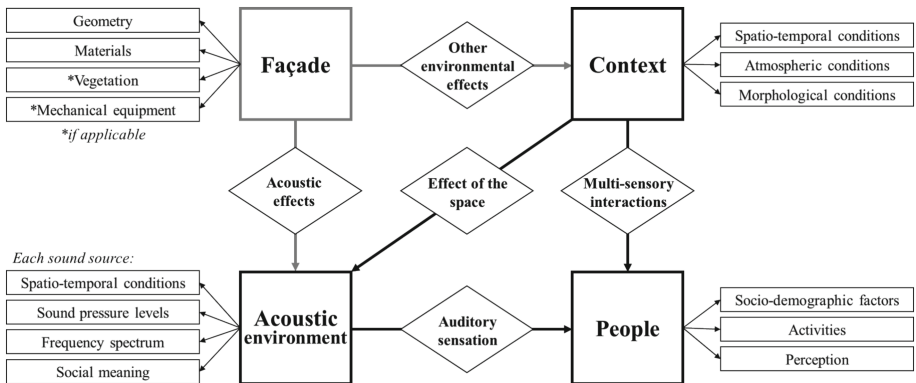 Geometry
Materials
*Vegetation
*Mechanical equipment
*if applicable
Façade
Other
environmental
effects
Context
Spatio-temporal conditions
Atmospheric conditions
Morphological conditions
Acoustic
effects
Effect of the
space
Multi-sensory
interactions
Each sound source:
Spatio-temporal conditions
Sound pressure levels
Frequency spectrum
Social meaning
Acoustic
environment
Auditory
sensation
People
Socio-demographic factors
Activities
Perception